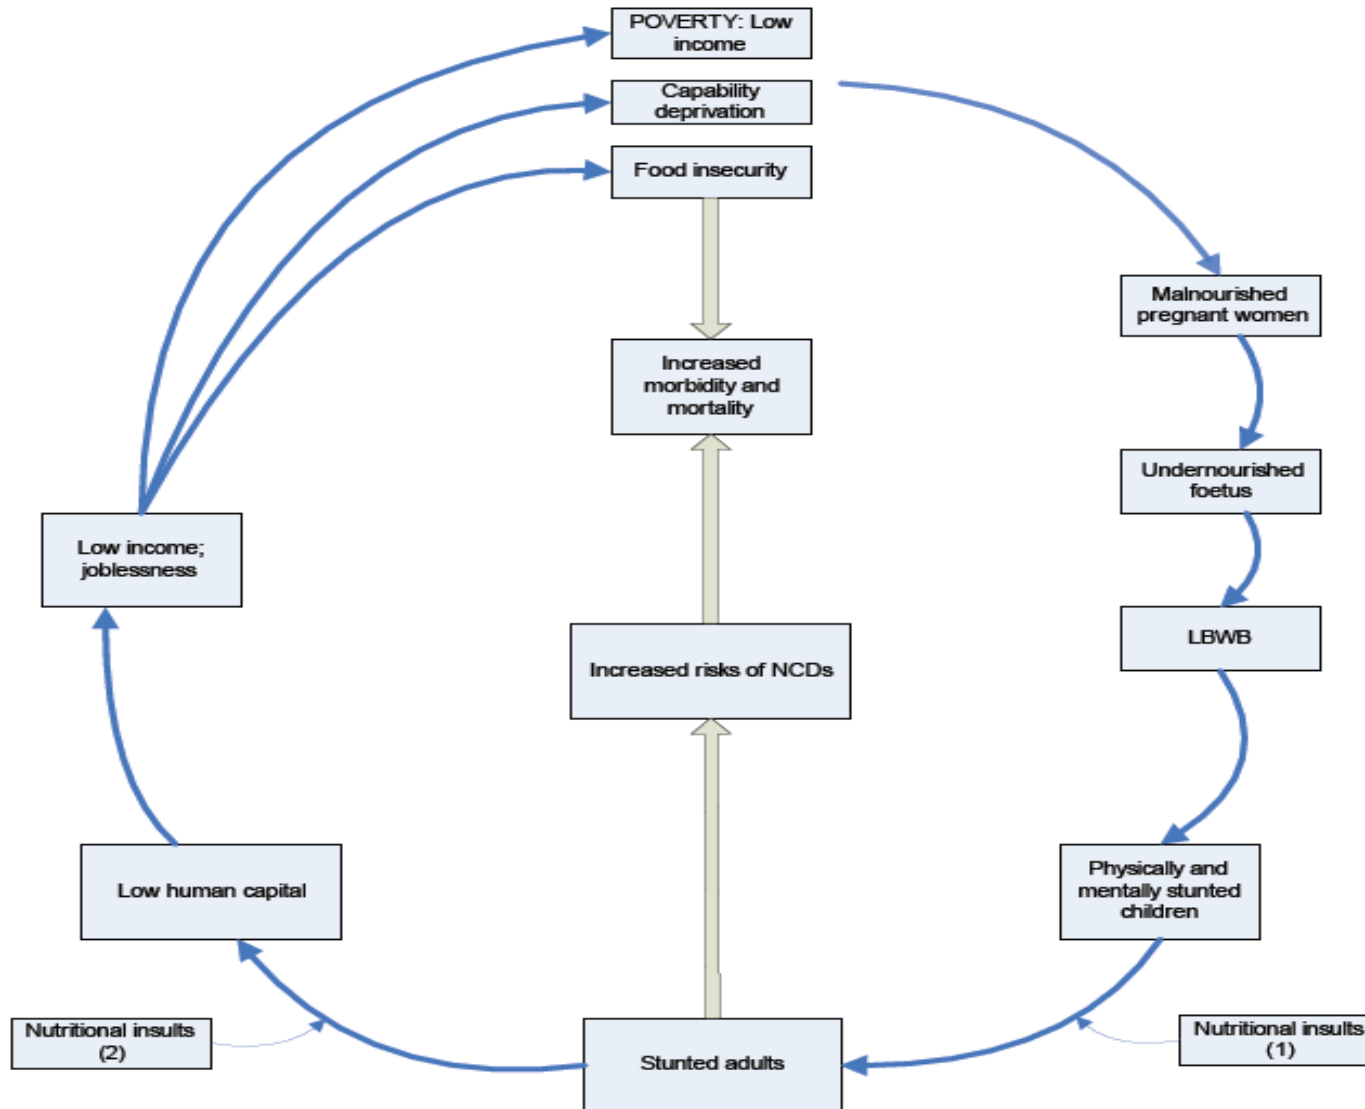 POVERTY: Low
income
Capability
deprivation
Food insecurity
Malnourished
pregnant women
Increased
morbidity and
mortality
Undernourished
foetus
Low income;
joblessness
LBWB
Increased risks of NCDs
Low human capital
Physically and
mentally stunted
children
Nutritional insults
(2)
Stunted adults
Nutritional insults
(1)